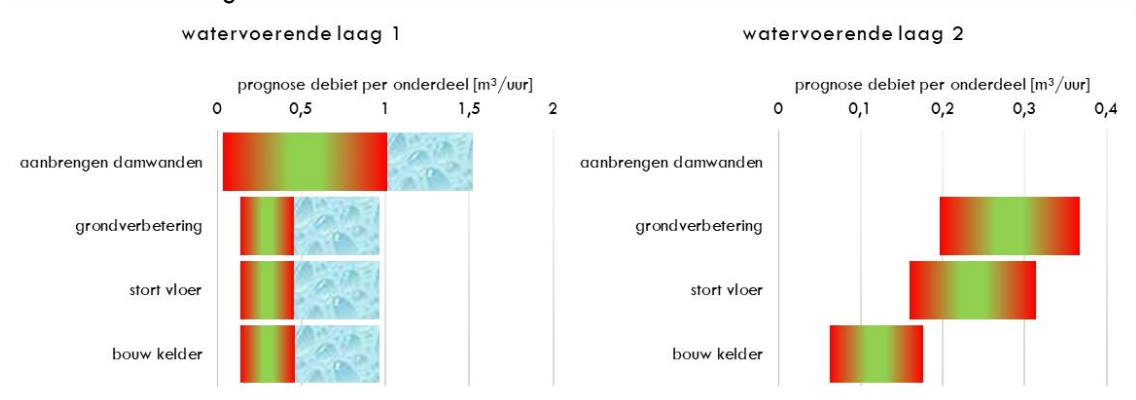 watervoerende laag 1
prognose debiet per onderdeel [m³/uur]
0 0,5 1 1,5 2
aanbrengen damwanden
grondverbetering
stort vloer
bouw kelder
watervoerende laag 2
prognose debiet per onderdeel [m³/uur]
0 0,1 0,2 0,3 0,4
aanbrengen damwanden
grondverbetering
stort vloer
bouw kelder